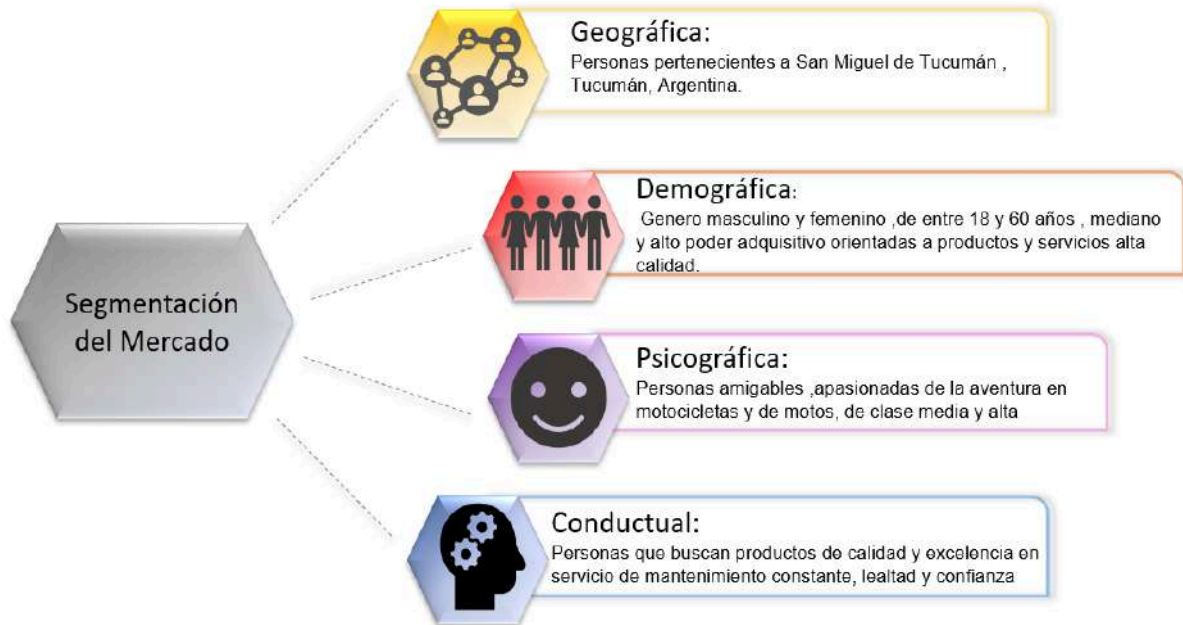 Geográfica:
Personas pertenecientes a San Miguel de Tucumán ,
Tucumán, Argentina.
Demográfica:
Genero masculino y femenino ,de entre 18 y 60 años , mediano
y alto poder adquisitivo orientadas a productos y servicios alta
calidad.
Segmentación
del Mercado
Psicográfica:
Personas amigables ,apasionadas de la aventura en
motocicletas y de motos, de clase media y alta
Conductual:
Personas que buscan productos de calidad y excelencia en
servicio de mantenimiento constante, lealtad y confianza